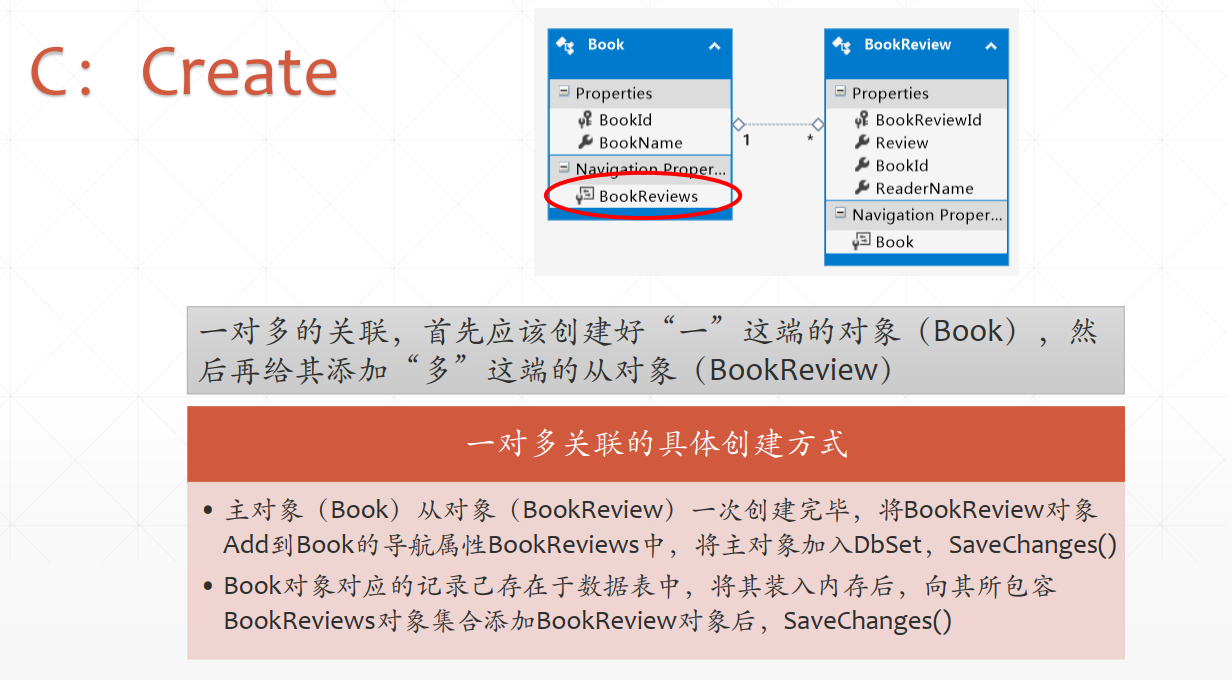 C：Create
Book
Properties
BookId
BookName
Navigation Proper...
BookReviews
1
*
BookReview
Properties
BookReviewId
Review
BookId
ReaderName
Navigation Proper...
Book
一对多的关联，首先应该创建好“一”这端的对象（Book），然
后再给其添加“多”这端的从对象（BookReview）
一对多关联的具体创建方式
• 主对象（Book）从对象（BookReview）一次创建完毕，将BookReview对象
Add到Book的导航属性BookReviews中，将主对象加入DbSet，SaveChanges()
• Book对象对应的记录已存在于数据表中，将其装入内存后，向其所包容
BookReviews对象集合添加BookReview对象后，SaveChanges()